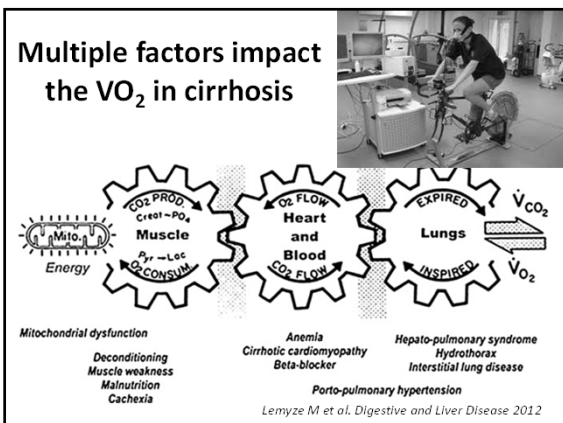 Multiple factors impact
the VO₂ in cirrhosis
CO2 PROD.
Creat~PO4
Muscle
Pyr→Lac
O2 CONSUM.
Mito.
Energy
O2 FLOW
Heart
and
Blood
CO2 FLOW
EXPIRED
Lungs
INSPIRED
V̇CO2
V̇O2
Mitochondrial dysfunction
Deconditioning
Muscle weakness
Malnutrition
Cachexia
Anemia
Cirrhotic cardiomyopathy
Beta-blocker
Hepato-pulmonary syndrome
Hydrothorax
Interstitial lung disease
Porto-pulmonary hypertension
Lemyze M et al. Digestive and Liver Disease 2012